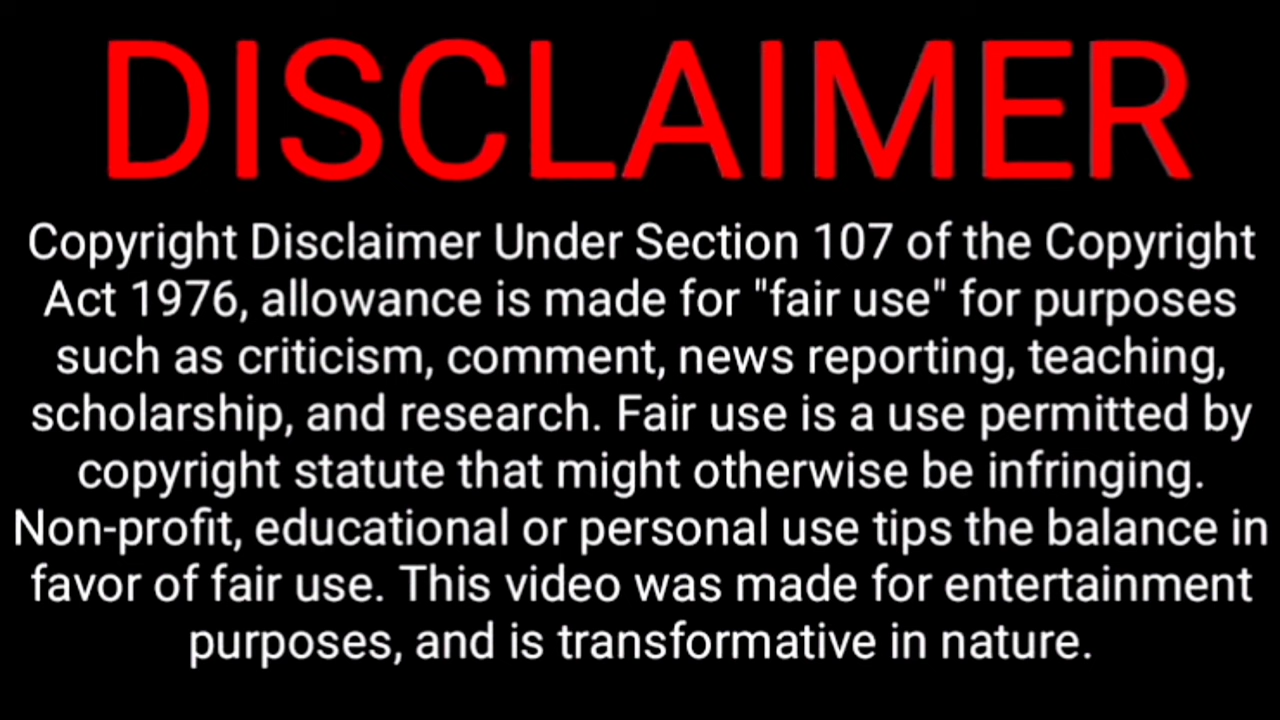 DISCLAIMER
Copyright Disclaimer Under Section 107 of the Copyright
Act 1976, allowance is made for "fair use" for purposes
such as criticism, comment, news reporting, teaching,
scholarship, and research. Fair use is a use permitted by
copyright statute that might otherwise be infringing.
Non-profit, educational or personal use tips the balance in
favor of fair use. This video was made for entertainment
purposes, and is transformative in nature.